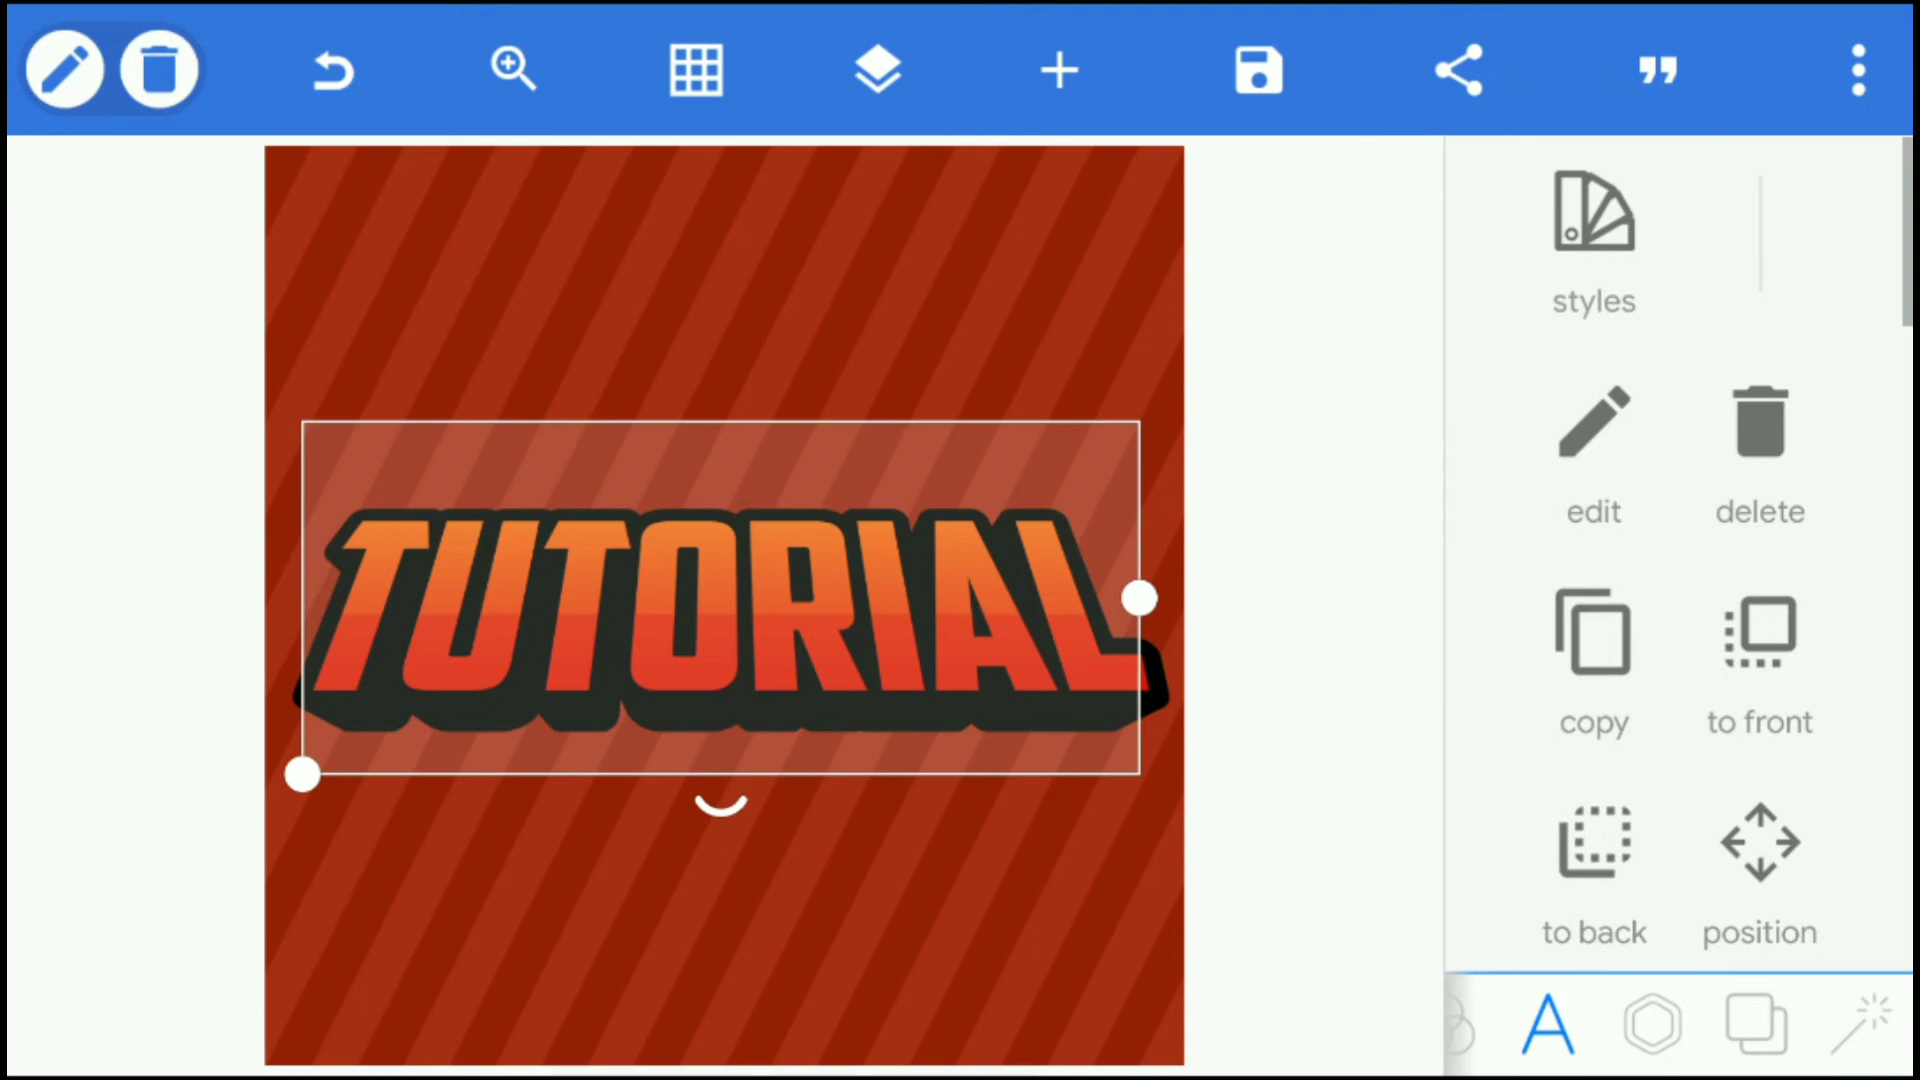 styles
TUTORIAL
edit
delete
copy
to front
to back
position
A